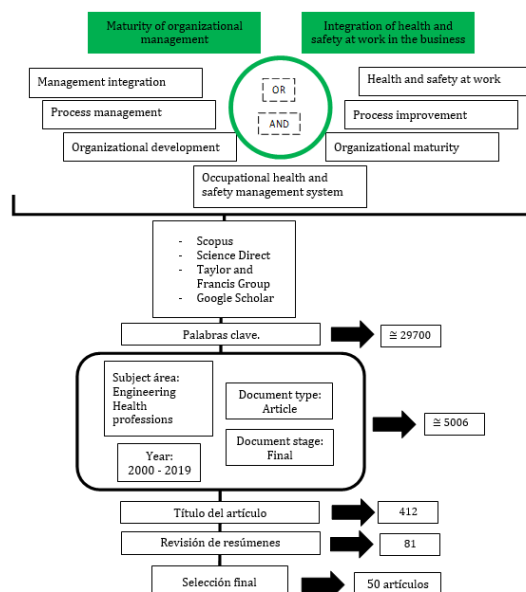 Maturity of organizational
management
Integration of health and
safety at work in the business
Management integration
Process management
Organizational development
OR
AND
Health and safety at work
Process improvement
Organizational maturity
Occupational health and
safety management system
- Scopus
- Science Direct
- Taylor and
Francis Group
- Google Scholar
Palabras clave.
≅ 29700
Subject área:
Engineering
Health
professions
Year:
2000 - 2019
Document type:
Article
Document stage:
Final
≅ 5006
Título del artículo
412
Revisión de resúmenes
81
Selección final
50 artículos